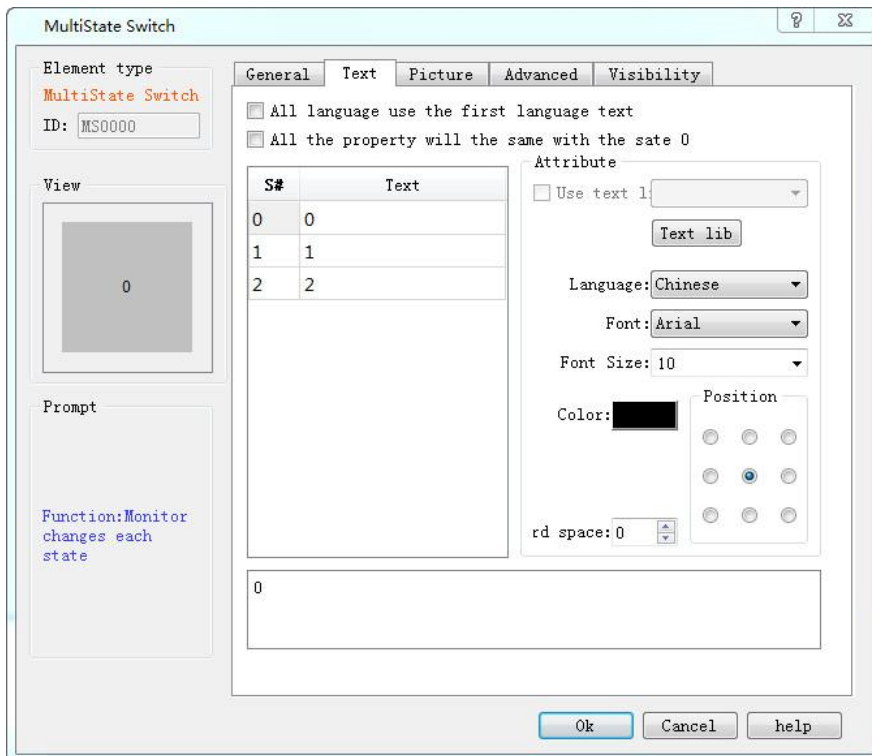 MultiState Switch
Element type
MultiState Switch
ID: MS0000
View
0
Prompt
Function:Monitor
changes each
state
General Text Picture Advanced Visibility
All language use the first language text
All the property will the same with the sate 0
S# Text
0 0
1 1
2 2
Attribute
Use text l
Text lib
Language: Chinese
Font: Arial
Font Size: 10
Color:
Position
rd space: 0
0
Ok Cancel help